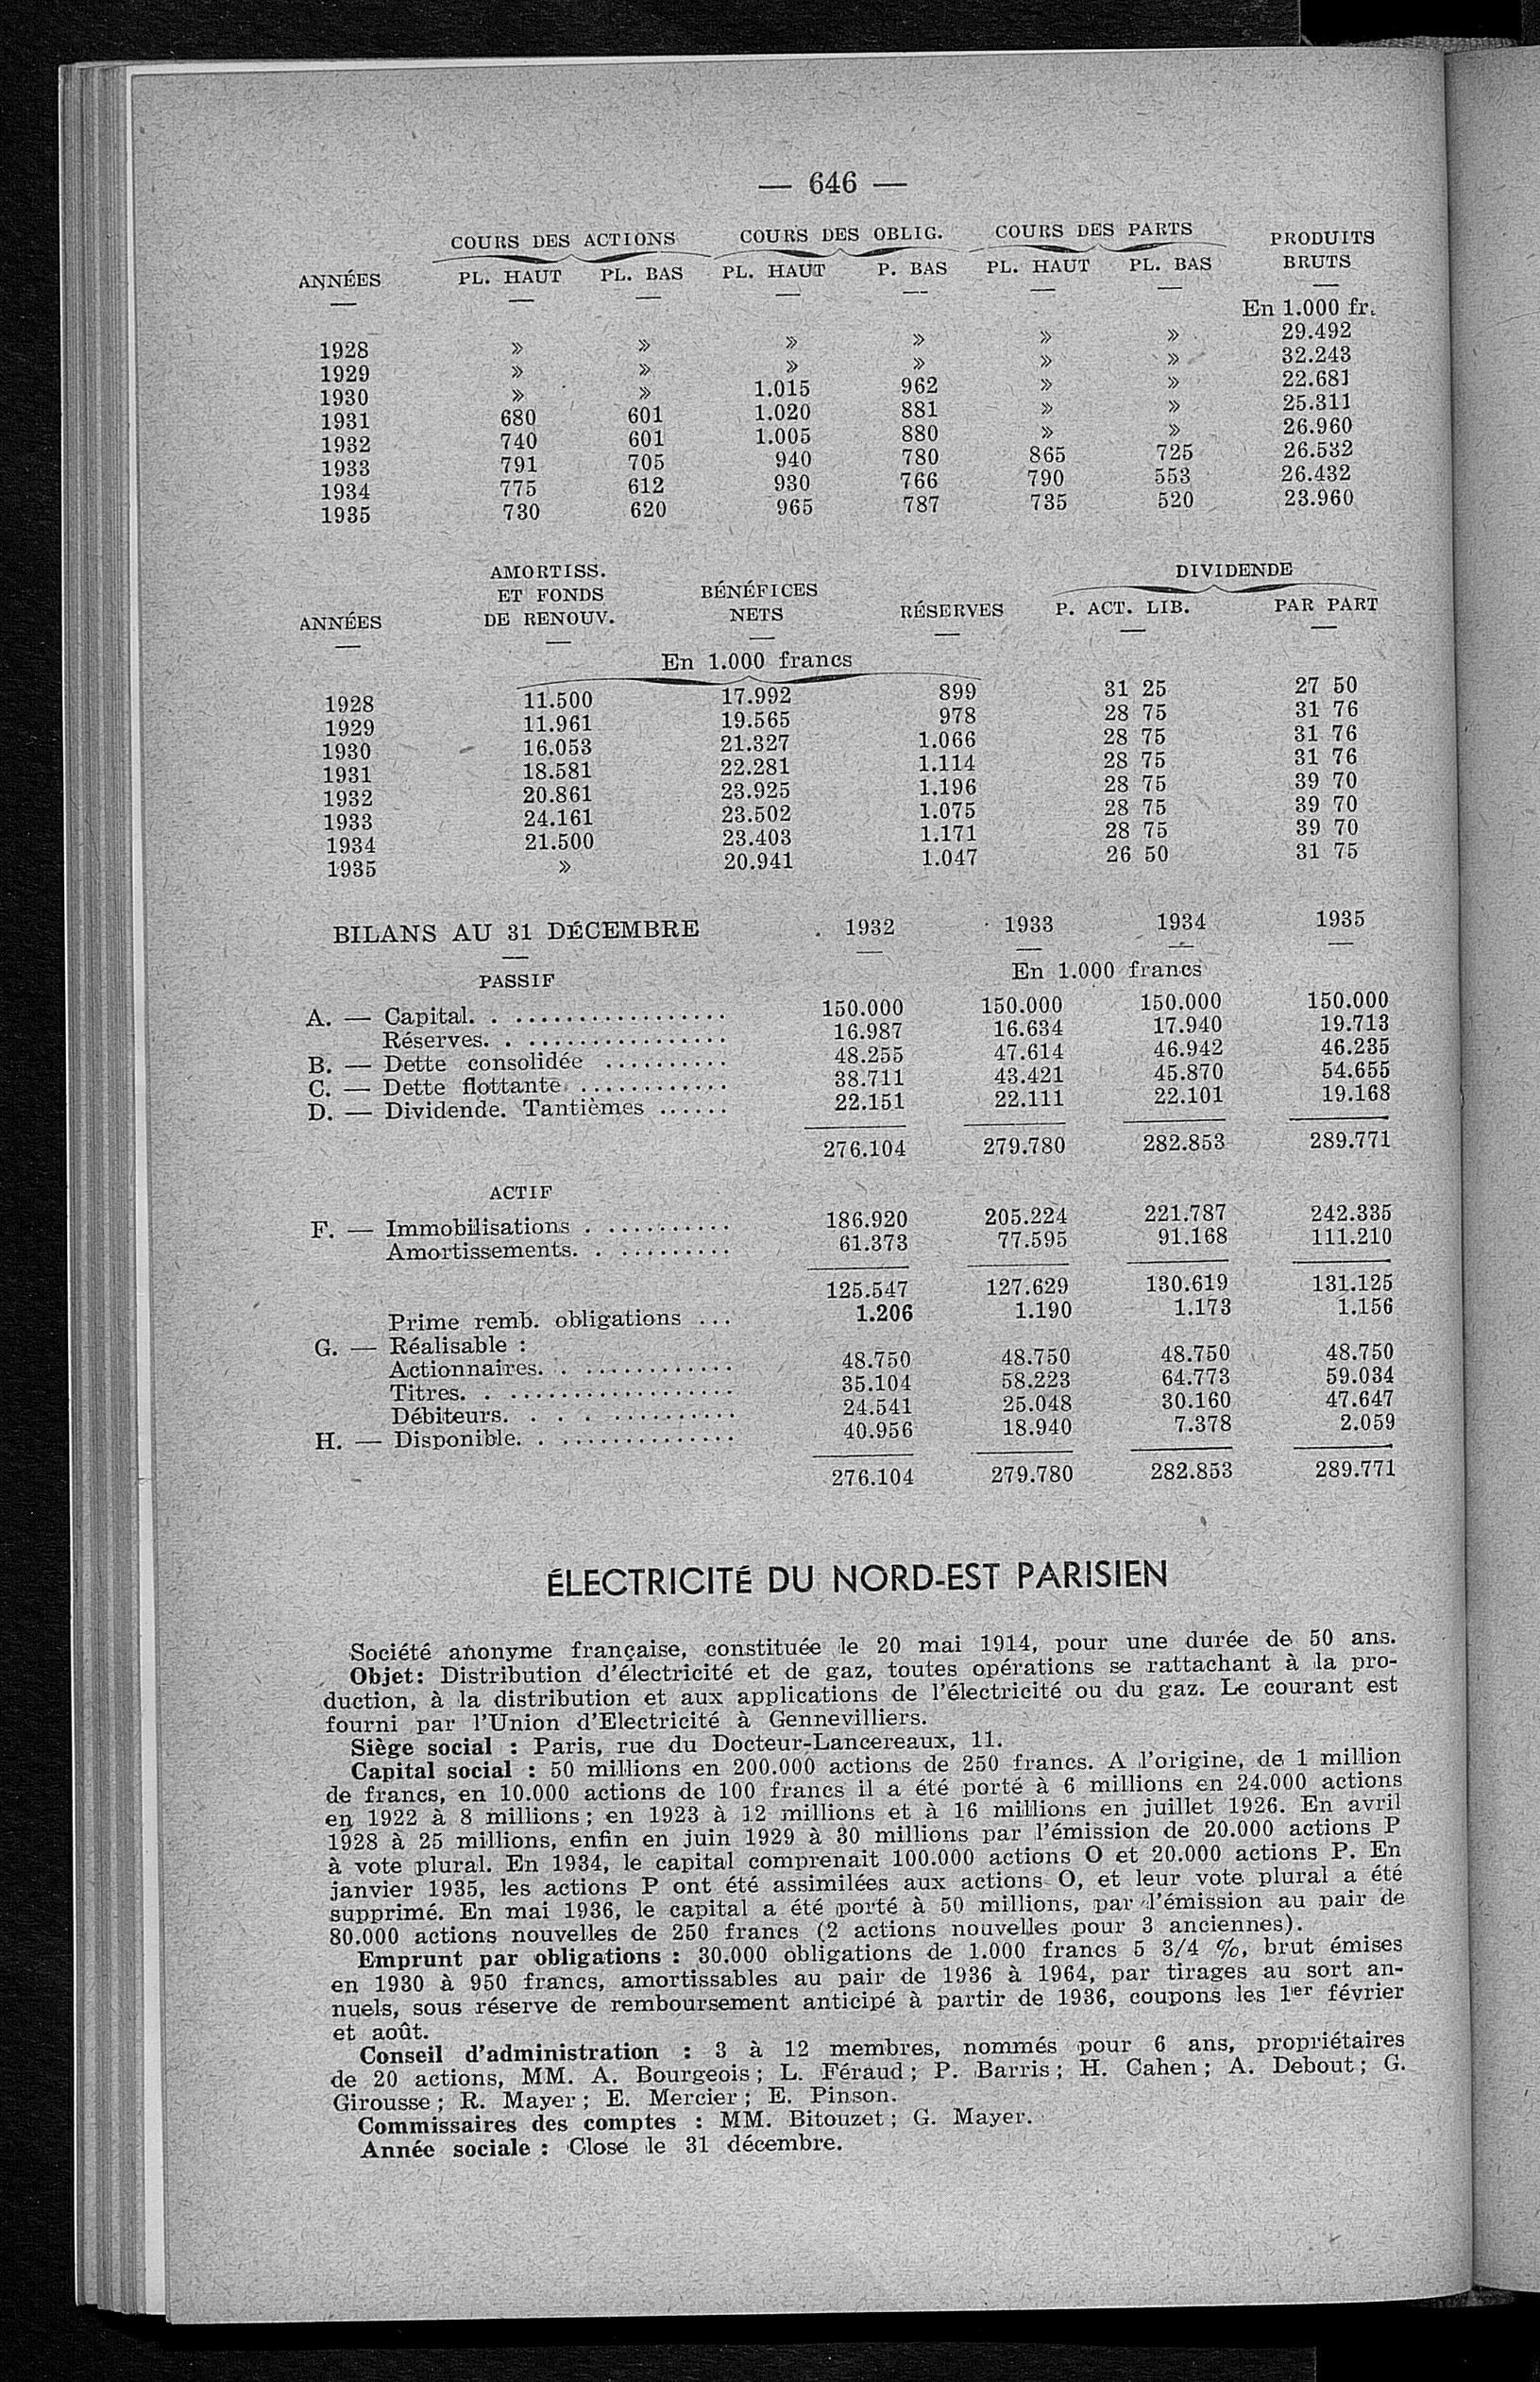 — 646 —
COURS DES ACTIONS COURS DES OBLIG. COURS DES PARTS PRODUITS
ANNÉES PL. HAUT PL. BAS PL. HAUT P. BAS PL. HAUT PL. BAS BRUTS
En 1.000 fr.
1928 » » » » » » 29.492
1929 » » » » » » 32.243
1930 » » 1.015 962 » » 22.681
1931 680 601 1.020 881 » » 25.311
1932 740 601 1.005 880 » » 26.960
1933 791 705 940 780 865 725 26.532
1934 775 612 930 766 790 553 26.432
1935 730 620 965 787 735 520 23.960
AMORTISS. DIVIDENDE
ET FONDS BÉNÉFICES
ANNÉES DE RENOUV. NETS RÉSERVES P. ACT. LIB. PAR PART
En 1.000 francs
1928 11.500 17.992 899 31 25 27 50
1929 11.961 19.565 978 28 75 31 76
1930 16.053 21.327 1.066 28 75 31 76
1931 18.581 22.281 1.114 28 75 31 76
1932 20.861 23.925 1.196 28 75 39 70
1933 24.161 23.502 1.075 28 75 39 70
1934 21.500 23.403 1.171 28 75 39 70
1935 » 20.941 1.047 26 50 31 75
BILANS AU 31 DÉCEMBRE 1932 1933 1934 1935
PASSIF En 1.000 francs
A. — Capital. . . . . . . . . . . . . . . . . . . 150.000 150.000 150.000 150.000
Réserves. . . . . . . . . . . . . . . . . . 16.987 16.634 17.940 19.713
B. — Dette consolidée . . . . . . . . . . 48.255 47.614 46.942 46.235
C. — Dette flottante . . . . . . . . . . . . 38.711 43.421 45.870 54.655
D. — Dividende. Tantièmes . . . . . . 22.151 22.111 22.101 19.168
276.104 279.780 282.853 289.771
ACTIF
F. — Immobilisations . . . . . . . . . . . 186.920 205.224 221.787 242.335
Amortissements. . . . . . . . . . . 61.373 77.595 91.168 111.210
125.547 127.629 130.619 131.125
Prime remb. obligations . . . 1.206 1.190 1.173 1.156
G. — Réalisable :
Actionnaires. . . . . . . . . . . . . . 48.750 48.750 48.750 48.750
Titres. . . . . . . . . . . . . . . . . . . . 35.104 58.223 64.773 59.034
Débiteurs. . . . . . . . . . . . . . . 24.541 25.048 30.160 47.647
H. — Disponible. . . . . . . . . . . . . . . . 40.956 18.940 7.378 2.059
276.104 279.780 282.853 289.771
ÉLECTRICITÉ DU NORD-EST PARISIEN
Société anonyme française, constituée le 20 mai 1914, pour une durée de 50 ans.
Objet: Distribution d'électricité et de gaz, toutes opérations se rattachant à la pro-
duction, à la distribution et aux applications de l'électricité ou du gaz. Le courant est
fourni par l'Union d'Electricité à Gennevilliers.
Siège social : Paris, rue du Docteur-Lancereaux, 11.
Capital social : 50 millions en 200.000 actions de 250 francs. A l'origine, de 1 million
de francs, en 10.000 actions de 100 francs il a été porté à 6 millions en 24.000 actions
en 1922 à 8 millions; en 1923 à 12 millions et à 16 millions en juillet 1926. En avril
1928 à 25 millions, enfin en juin 1929 à 30 millions par l'émission de 20.000 actions P
à vote plural. En 1934, le capital comprenait 100.000 actions O et 20.000 actions P. En
janvier 1935, les actions P ont été assimilées aux actions O, et leur vote plural a été
supprimé. En mai 1936, le capital a été porté à 50 millions, par l'émission au pair de
80.000 actions nouvelles de 250 francs (2 actions nouvelles pour 3 anciennes).
Emprunt par obligations : 30.000 obligations de 1.000 francs 5 3/4 %, brut émises
en 1930 à 950 francs, amortissables au pair de 1936 à 1964, par tirages au sort an-
nuels, sous réserve de remboursement anticipé à partir de 1936, coupons les 1er février
et août.
Conseil d'administration : 3 à 12 membres, nommés pour 6 ans, propriétaires
de 20 actions, MM. A. Bourgeois; L. Féraud; P. Barris; H. Cahen; A. Debout; G.
Girousse; R. Mayer; E. Mercier; E. Pinson.
Commissaires des comptes : MM. Bitouzet; G. Mayer.
Année sociale : Close le 31 décembre.